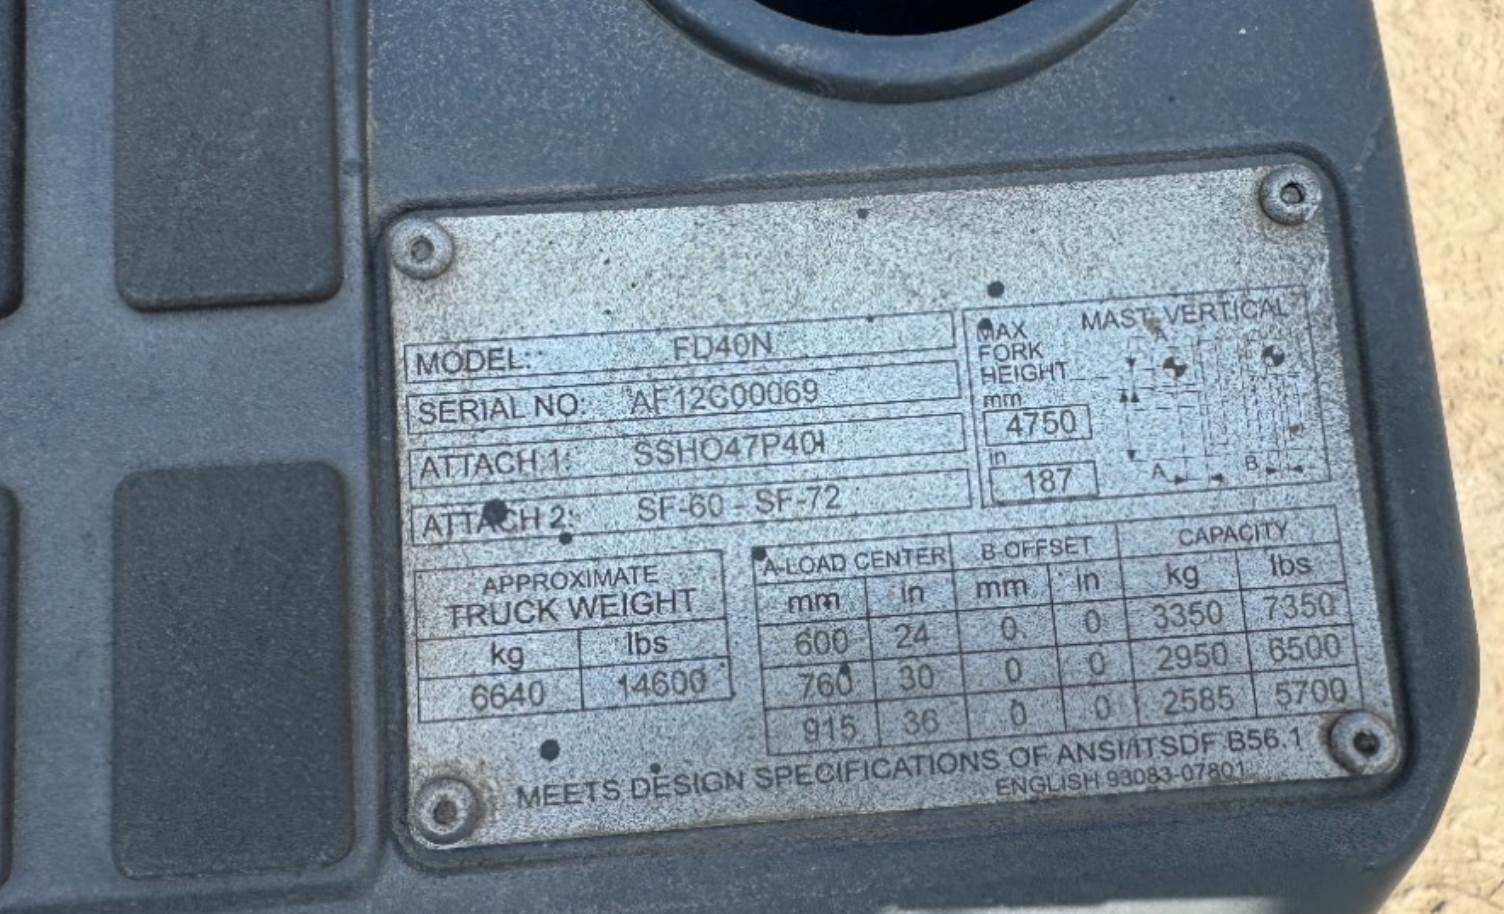 MODEL: FD40N
SERIAL NO: AF12C00069
ATTACH 1: SSHO47P40I
ATTACH 2: SF-60 - SF-72
MAX FORK HEIGHT
MAST VERTICAL
mm
4750
in
187
A
A B
APPROXIMATE
TRUCK WEIGHT
kg lbs
6640 14600
A-LOAD CENTER B-OFFSET CAPACITY
mm in mm in kg lbs
600 24 0 0 3350 7350
760 30 0 0 2950 6500
915 36 0 0 2585 5700
MEETS DESIGN SPECIFICATIONS OF ANSI/ITSDF B56.1
ENGLISH 93083-07801